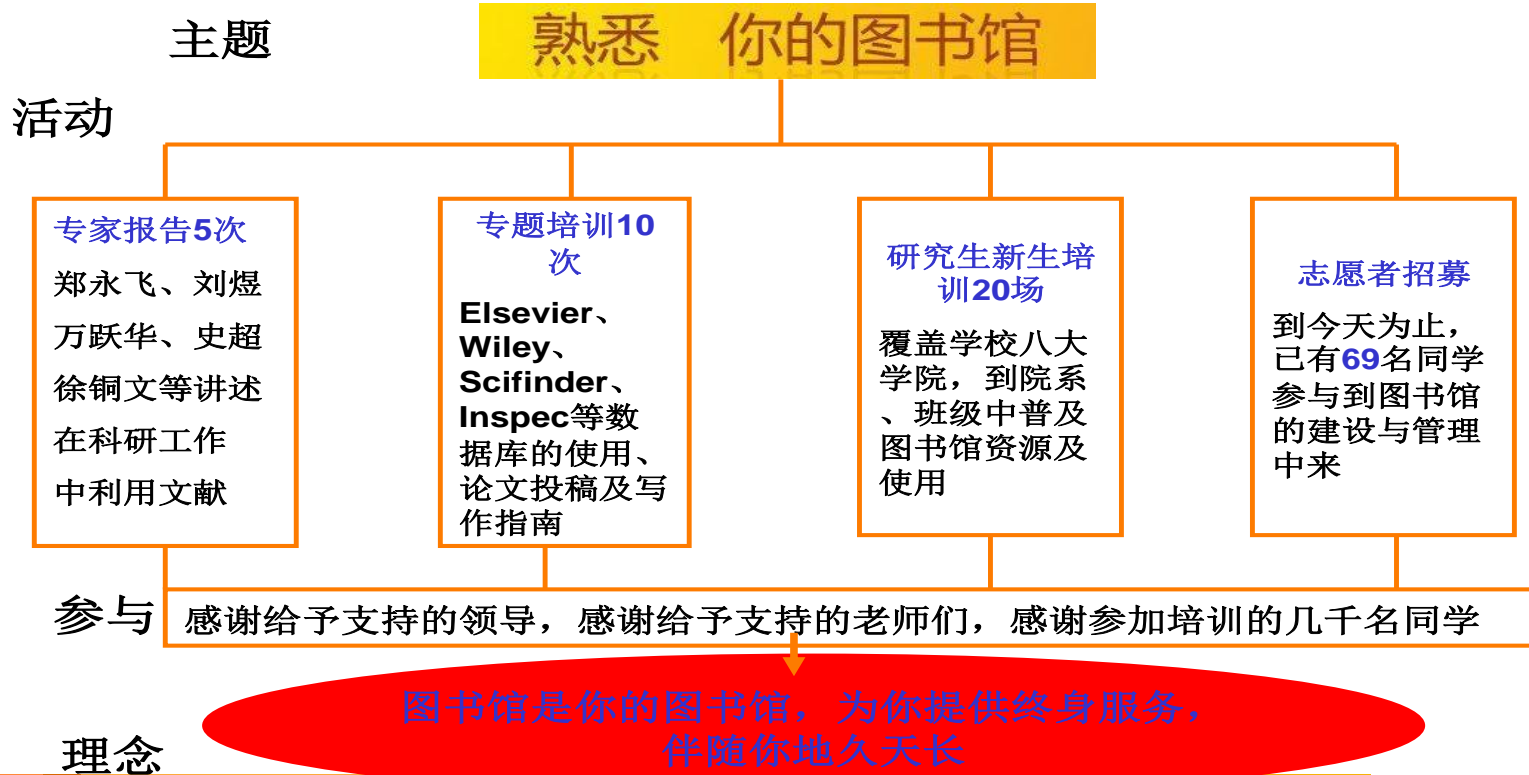 主题
熟悉 你的图书馆
活动
专家报告5次
郑永飞、刘煜
万跃华、史超
徐铜文等讲述
在科研工作
中利用文献
专题培训10
次
Elsevier、
Wiley、
Scifinder、
Inspec等数
据库的使用、
论文投稿及写
作指南
研究生新生培
训20场
覆盖学校八大
学院，到院系
、班级中普及
图书馆资源及
使用
志愿者招募
到今天为止，
已有69名同学
参与到图书馆
的建设与管理
中来
参与
感谢给予支持的领导，感谢给予支持的老师们，感谢参加培训的几千名同学
图书馆是你的图书馆，为你提供终身服务，
伴随你地久天长
理念